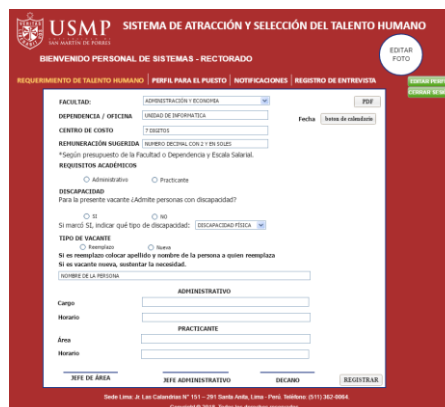 USMP
SAN MARTIN DE PORRES
SISTEMA DE ATRACCIÓN Y SELECCIÓN DEL TALENTO HUMANO
BIENVENIDO PERSONAL DE SISTEMAS - RECTORADO
EDITAR FOTO
REQUERIMIENTO DE TALENTO HUMANO | PERFIL PARA EL PUESTO | NOTIFICACIONES | REGISTRO DE ENTREVISTA
EDITAR PERF
CERRAR SESI
FACULTAD: ADMINISTRACIÓN Y ECONOMIA PDF
DEPENDENCIA / OFICINA UNIDAD DE INFORMATICA Fecha boton de calendario
CENTRO DE COSTO 7 DIGITOS
REMUNERACIÓN SUGERIDA NUMERO DECIMAL CON 2 Y EN SOLES
*Según presupuesto de la Facultad o Dependencia y Escala Salarial.
REQUISITOS ACADÉMICOS
Administrativo Practicante
DISCAPACIDAD
Para la presente vacante ¿Admite personas con discapacidad?
SI NO
Si marcó SI, indicar qué tipo de discapacidad: DISCAPACIDAD FÍSICA
TIPO DE VACANTE
Reemplazo Nueva
Si es reemplazo colocar apellido y nombre de la persona a quien reemplaza
Si es vacante nueva, sustentar la necesidad.
NOMBRE DE LA PERSONA
ADMINISTRATIVO
Cargo
Horario
PRACTICANTE
Área
Horario
JEFE DE ÁREA JEFE ADMINISTRATIVO DECANO REGISTRAR
Sede Lima: Jr. Las Calandrias N° 151 – 291 Santa Anita, Lima - Perú. Teléfono: (511) 362-0064.